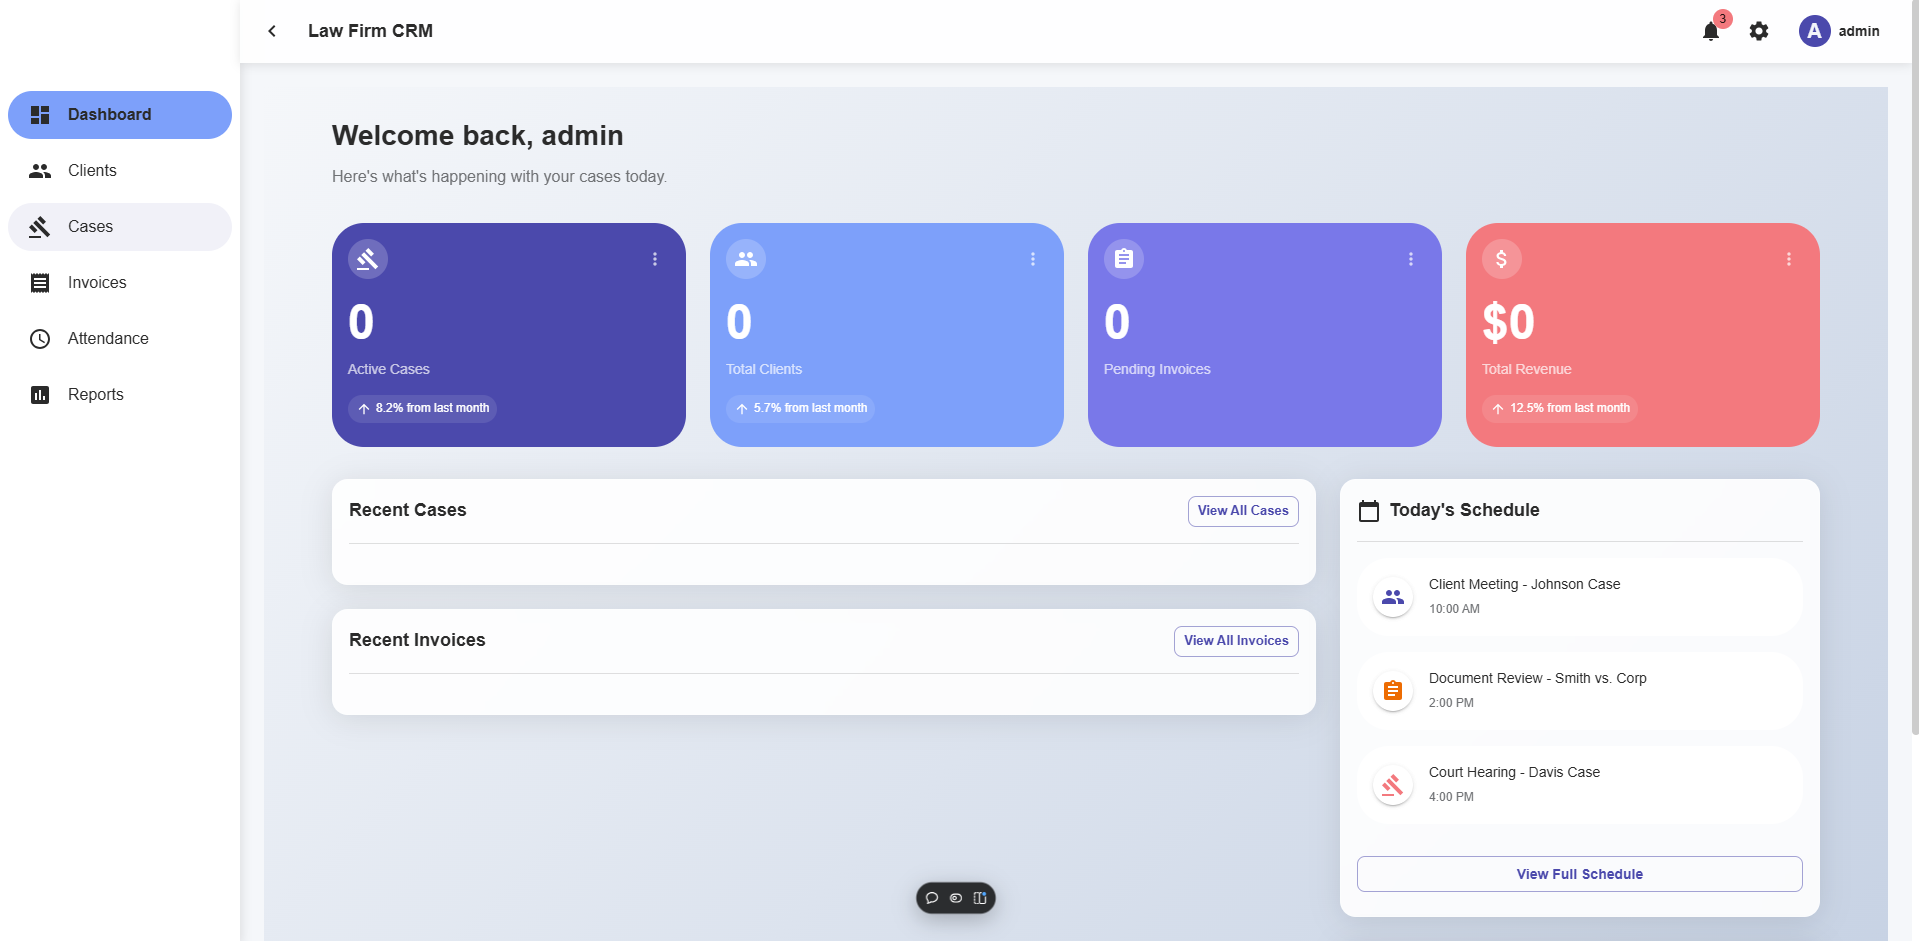 Law Firm CRM
3
A
admin
Dashboard
Clients
Cases
Invoices
Attendance
Reports
Welcome back, admin
Here's what's happening with your cases today.
0
Active Cases
8.2% from last month
0
Total Clients
5.7% from last month
0
Pending Invoices
$
$0
Total Revenue
12.5% from last month
Recent Cases
View All Cases
Recent Invoices
View All Invoices
Today's Schedule
Client Meeting - Johnson Case
10:00 AM
Document Review - Smith vs. Corp
2:00 PM
Court Hearing - Davis Case
4:00 PM
View Full Schedule